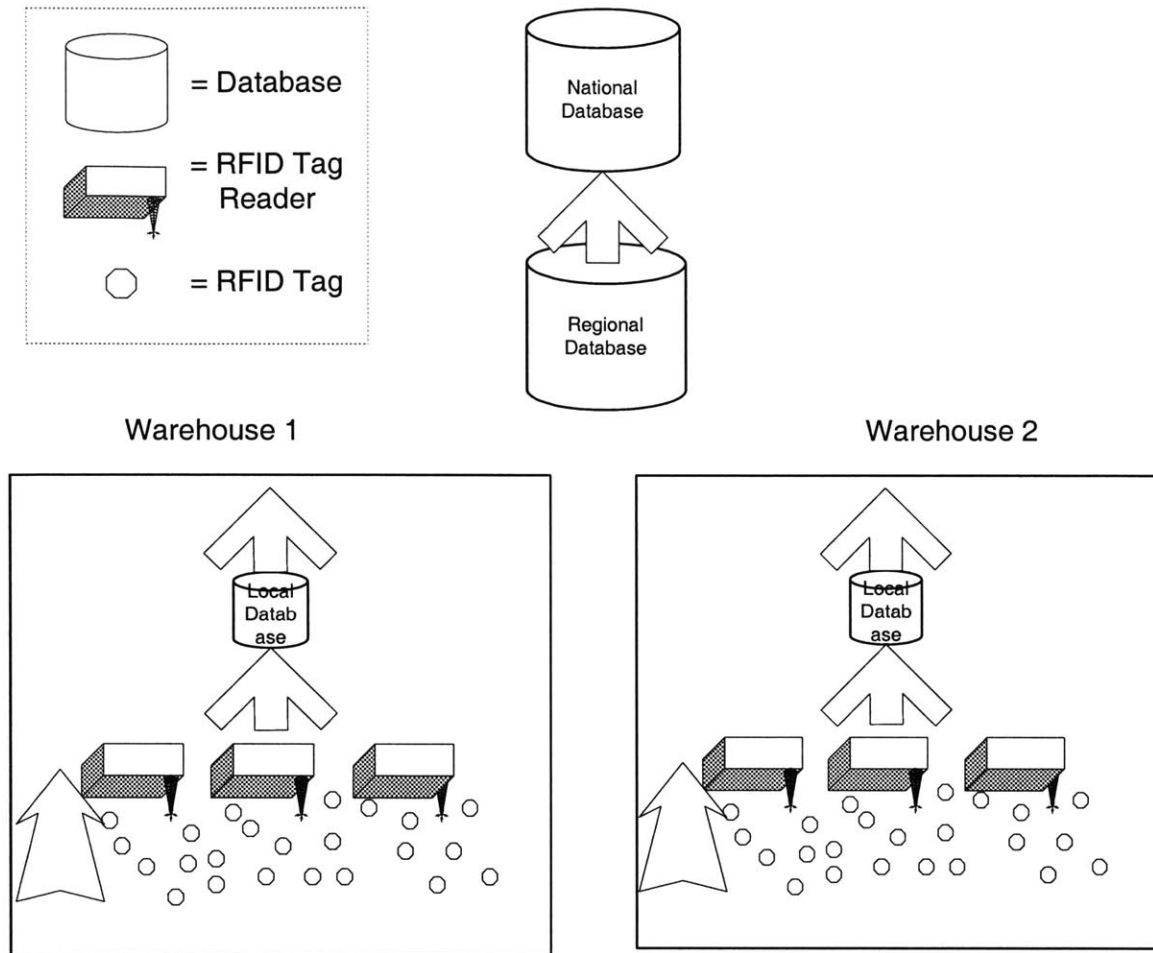 = Database
= RFID Tag
Reader
= RFID Tag
National
Database
Regional
Database
Warehouse 1
Warehouse 2
Local
Datab
ase
Local
Datab
ase